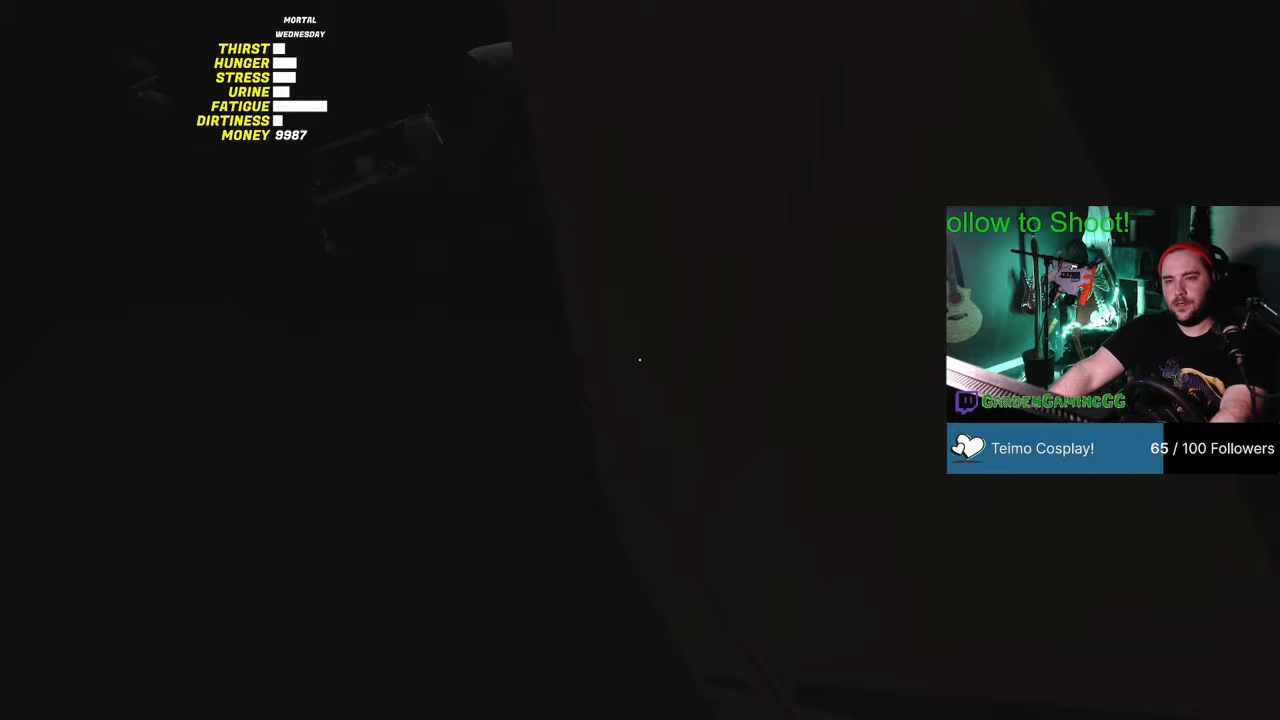 MORTAL
WEDNESDAY
THIRST
HUNGER
STRESS
URINE
FATIGUE
DIRTINESS
MONEY 9987
ollow to Shoot!
GardenGamingGG
Teimo Cosplay! 65 / 100 Followers